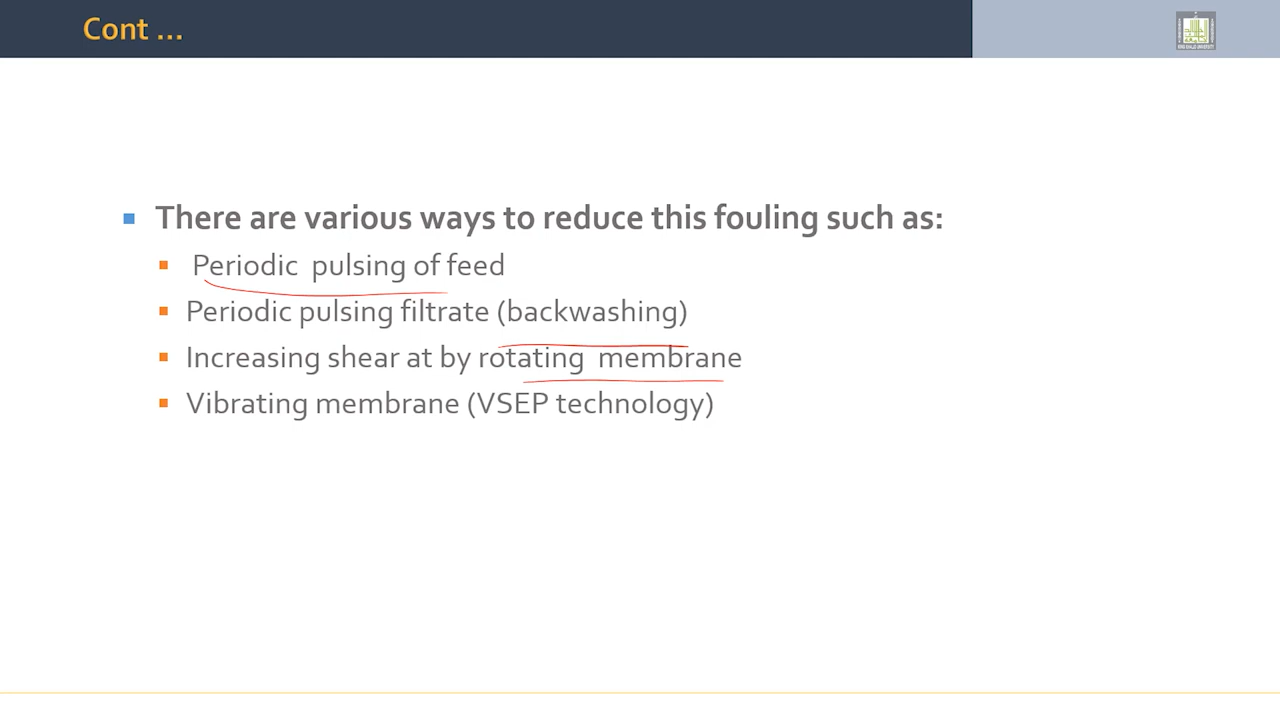 Cont ...
There are various ways to reduce this fouling such as:
Periodic pulsing of feed
Periodic pulsing filtrate (backwashing)
Increasing shear at by rotating membrane
Vibrating membrane (VSEP technology)